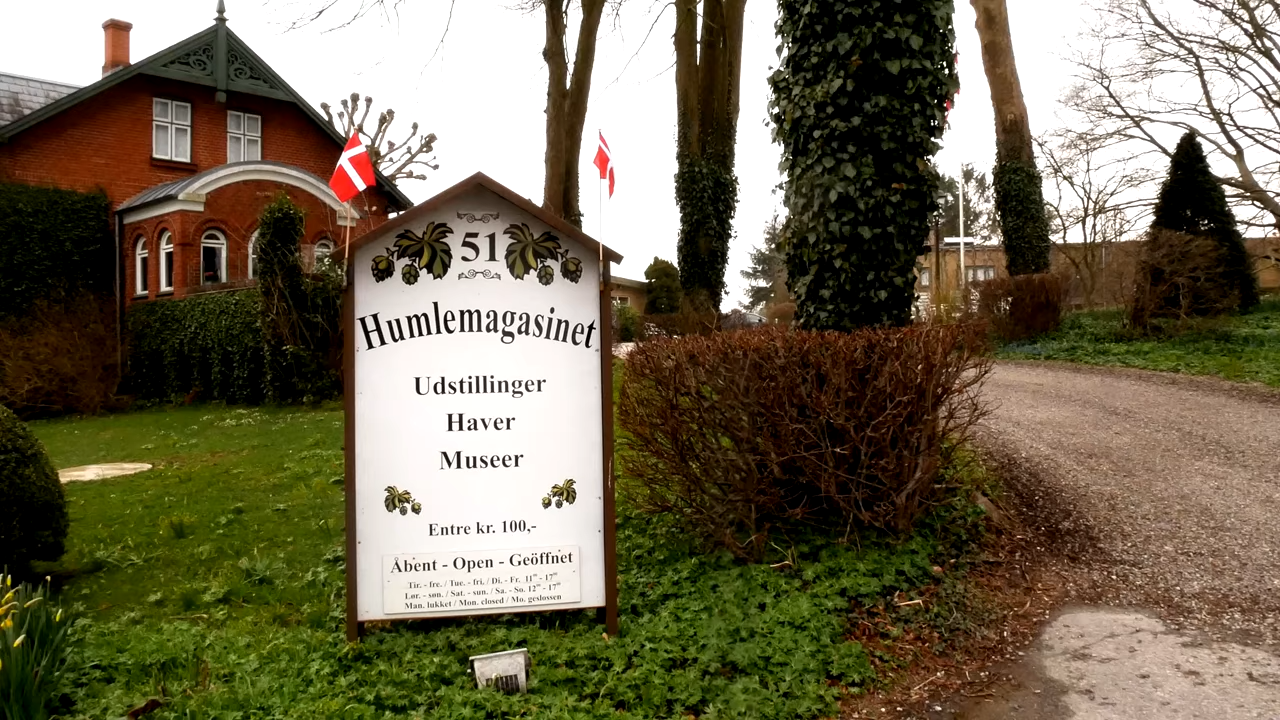 51
Humlemagasinet
Udstillinger
Haver
Museer
Entre kr. 100,-
Åbent - Open - Geöffnet
Tir. - fre. / Tue. - fri. / Di. - Fr. 11⁰⁰ - 17⁰⁰
Lør. - søn. / Sat. - sun. / Sa. - So. 12⁰⁰ - 17⁰⁰
Man. lukket / Mon. closed / Mo. geslossen